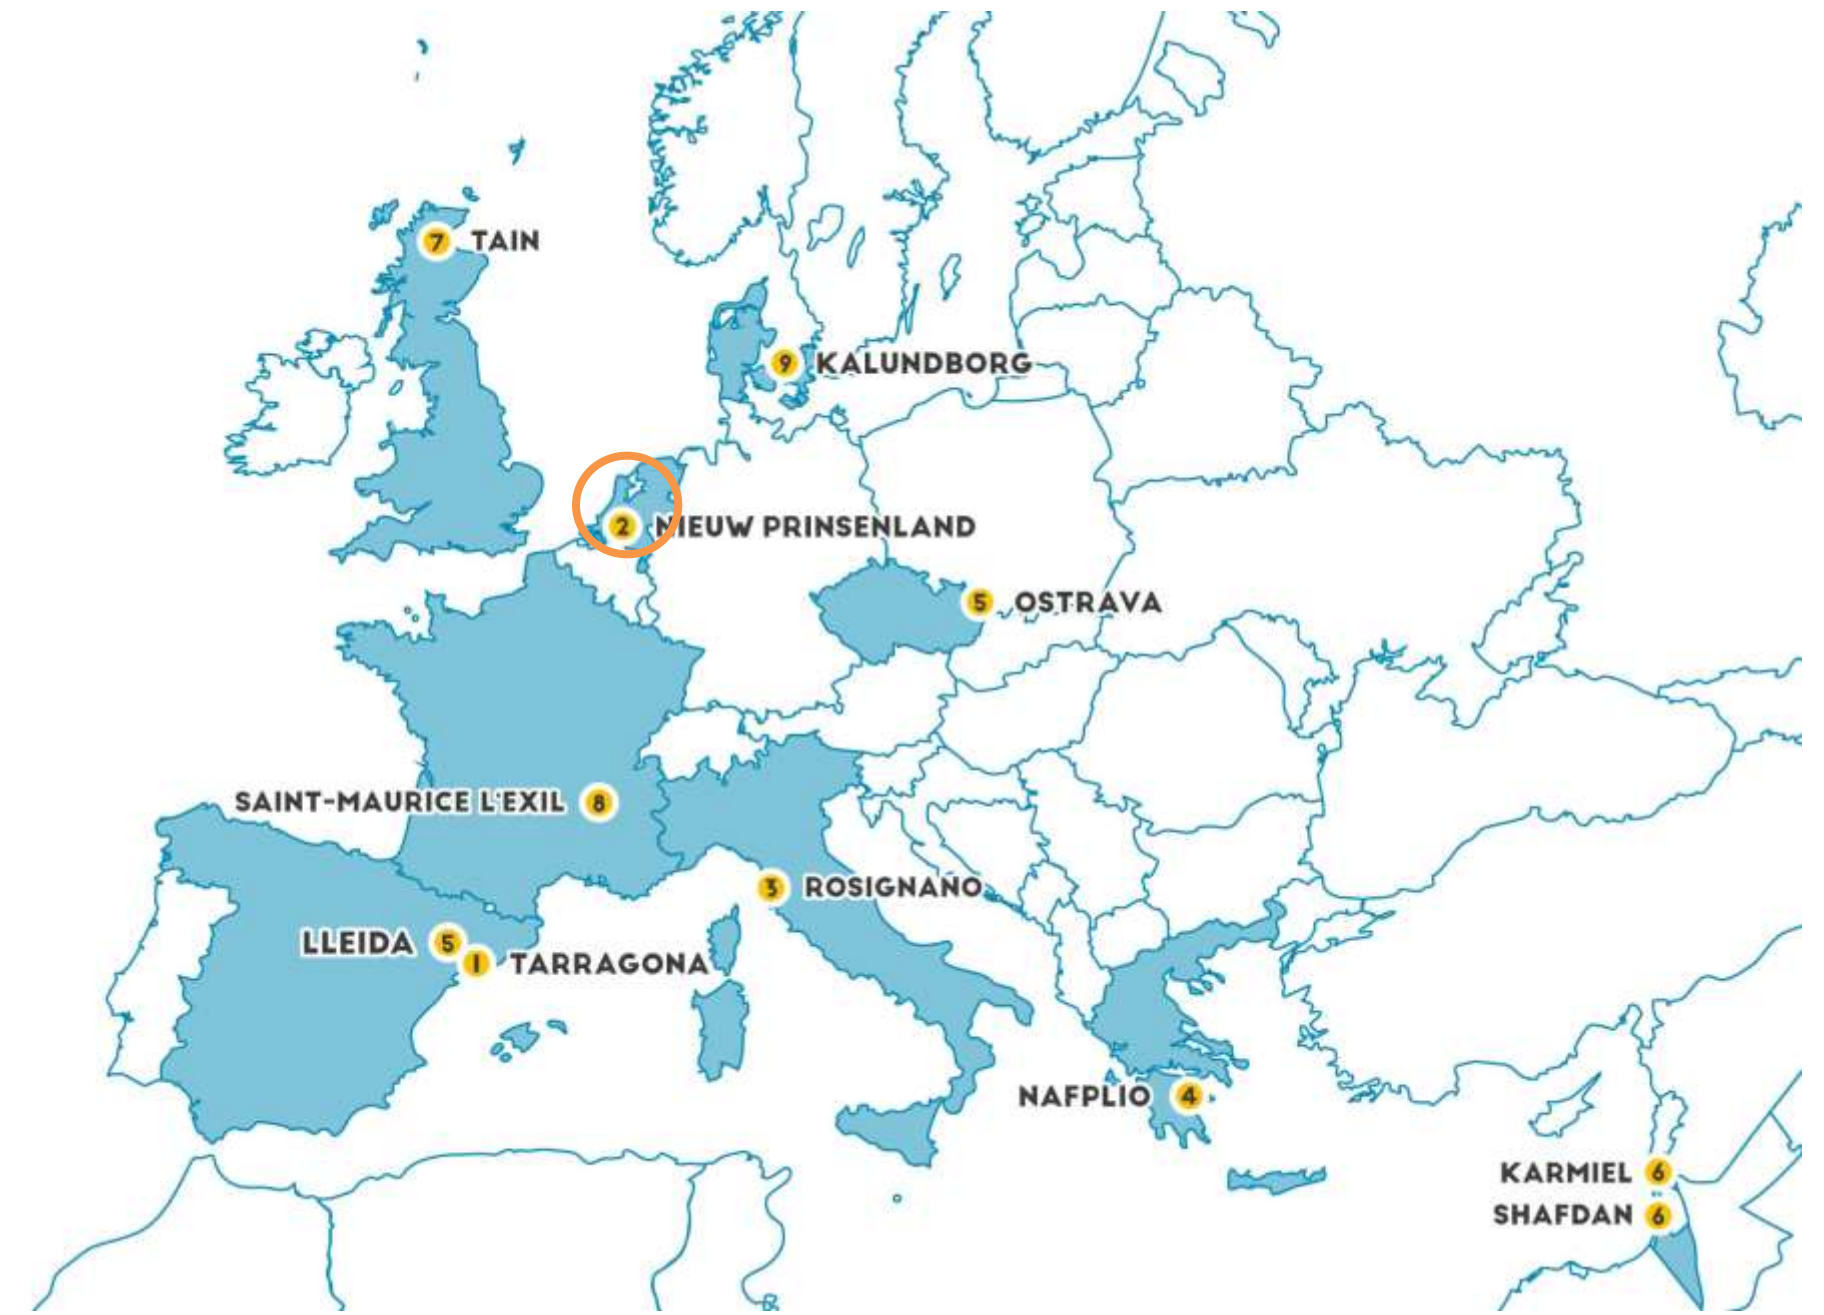 7 TAIN
9 KALUNDBORG
2 NIEUW PRINSENLAND
5 OSTRAVA
SAINT-MAURICE L'EXIL 8
3 ROSIGNANO
LLEIDA 5
1 TARRAGONA
NAFPLIO 4
KARMIEL 6
SHAFDAN 6